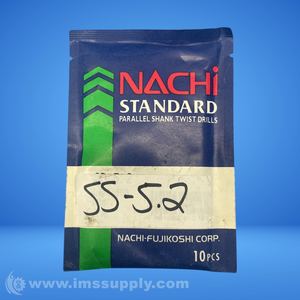 NACHi
STANDARD
PARALLEL SHANK TWIST DRILLS
SS-5.2
NACHI-FUJIKOSHI CORP.
10PCS
© www.imssupply.com